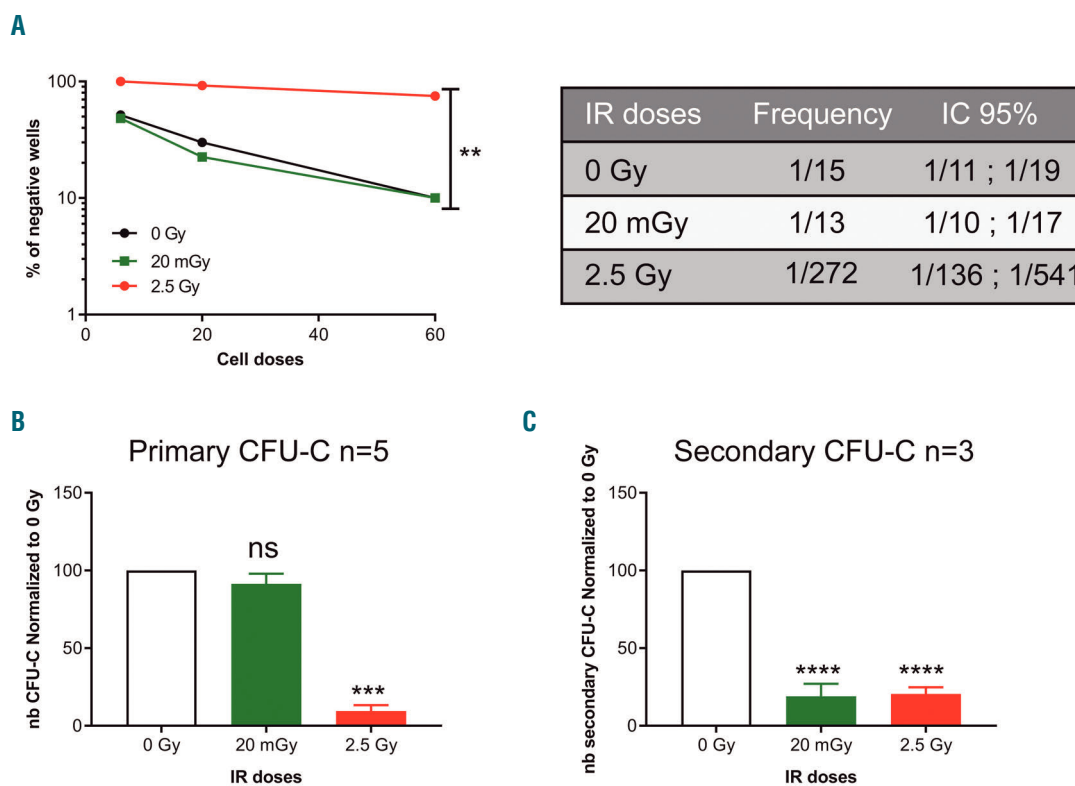 A
% of negative wells
100
10
1
0 Gy
20 mGy
2.5 Gy
**
0 20 40 60
Cell doses
IR doses Frequency IC 95%
0 Gy 1/15 1/11 ; 1/19
20 mGy 1/13 1/10 ; 1/17
2.5 Gy 1/272 1/136 ; 1/541
B
Primary CFU-C n=5
nb CFU-C Normalized to 0 Gy
150
100
50
0
ns
***
0 Gy 20 mGy 2.5 Gy
IR doses
C
Secondary CFU-C n=3
nb secondary CFU-C Normalized to 0 Gy
150
100
50
0
**** ****
0 Gy 20 mGy 2.5 Gy
IR doses